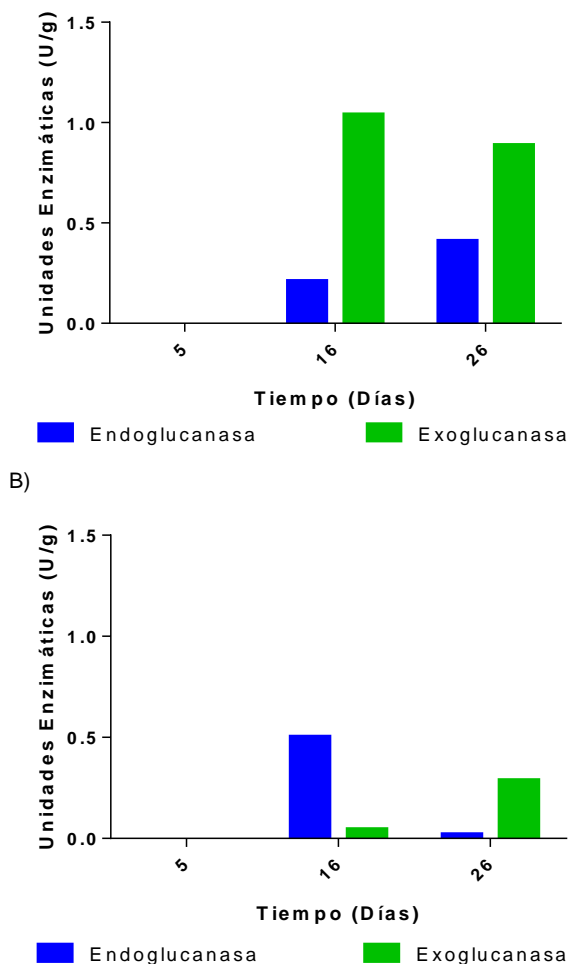 Unidades Enzimáticas (U/g)
1.5
1.0
0.5
0.0
5
16
26
Tiempo (Días)
Endoglucanasa
Exoglucanasa
B)
Unidades Enzimáticas (U/g)
1.5
1.0
0.5
0.0
5
16
26
Tiempo (Días)
Endoglucanasa
Exoglucanasa